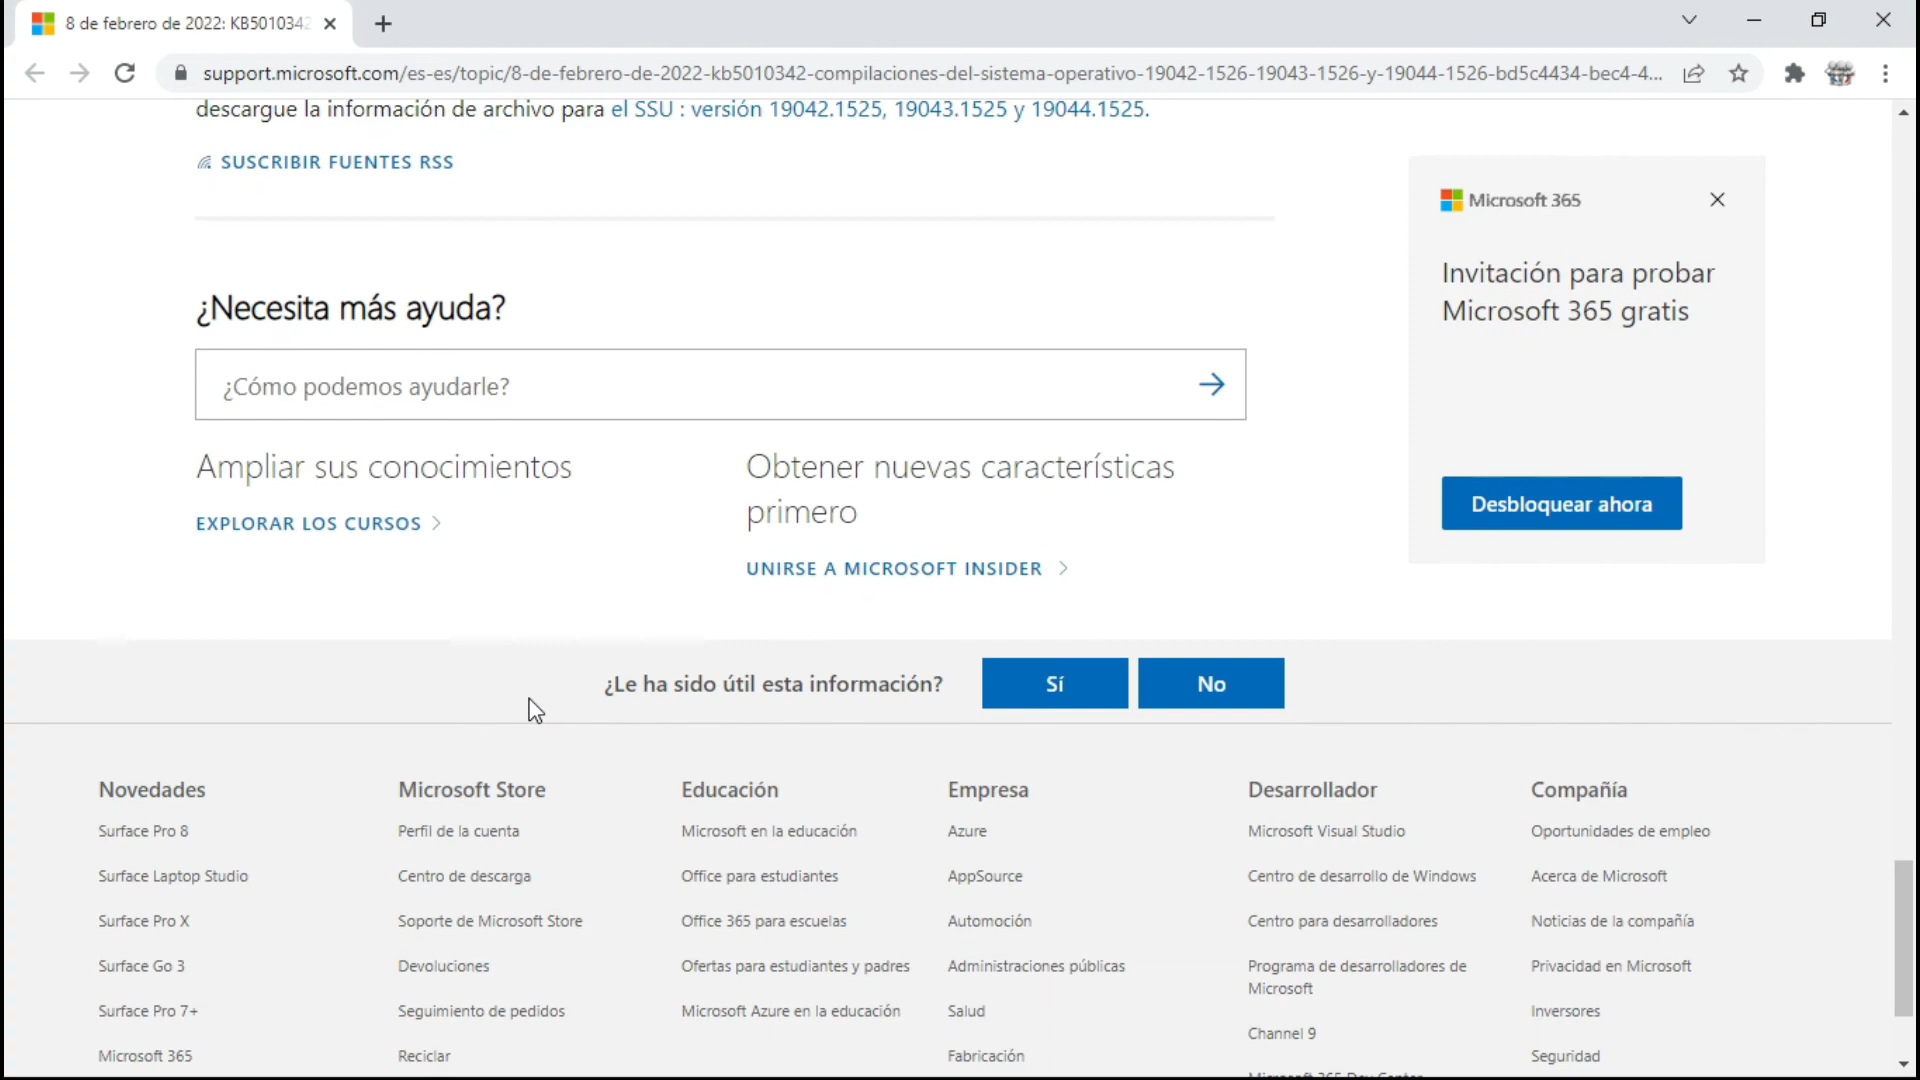 8 de febrero de 2022: KB5010342
support.microsoft.com/es-es/topic/8-de-febrero-de-2022-kb5010342-compilaciones-del-sistema-operativo-19042-1526-19043-1526-y-19044-1526-bd5c4434-bec4-4...
descargue la información de archivo para el SSU : versión 19042.1525, 19043.1525 y 19044.1525.
SUSCRIBIR FUENTES RSS
Microsoft 365
Invitación para probar
Microsoft 365 gratis
Desbloquear ahora
¿Necesita más ayuda?
¿Cómo podemos ayudarle?
Ampliar sus conocimientos
EXPLORAR LOS CURSOS
Obtener nuevas características
primero
UNIRSE A MICROSOFT INSIDER
¿Le ha sido útil esta información?
Sí
No
Novedades
Surface Pro 8
Surface Laptop Studio
Surface Pro X
Surface Go 3
Surface Pro 7+
Microsoft 365
Microsoft Store
Perfil de la cuenta
Centro de descarga
Soporte de Microsoft Store
Devoluciones
Seguimiento de pedidos
Reciclar
Educación
Microsoft en la educación
Office para estudiantes
Office 365 para escuelas
Ofertas para estudiantes y padres
Microsoft Azure en la educación
Empresa
Azure
AppSource
Automoción
Administraciones públicas
Salud
Fabricación
Desarrollador
Microsoft Visual Studio
Centro de desarrollo de Windows
Centro para desarrolladores
Programa de desarrolladores de
Microsoft
Channel 9
Microsoft 365 Dev Center
Compañía
Oportunidades de empleo
Acerca de Microsoft
Noticias de la compañía
Privacidad en Microsoft
Inversores
Seguridad